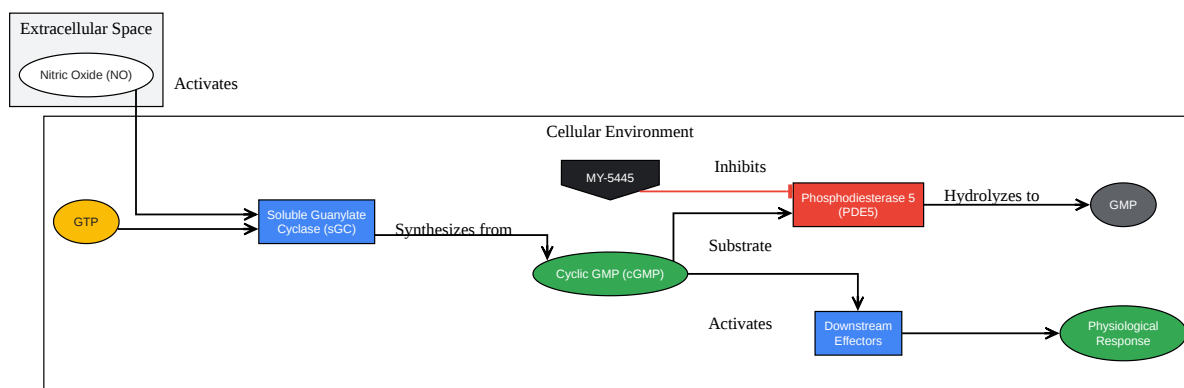 Extracellular Space
Nitric Oxide (NO)
Activates
Cellular Environment
MY-5445
Inhibits
Phosphodiesterase 5
(PDE5)
Hydrolyzes to
GMP
GTP
Soluble Guanylate
Cyclase (sGC)
Synthesizes from
Substrate
Cyclic GMP (cGMP)
Activates
Downstream
Effectors
Physiological
Response